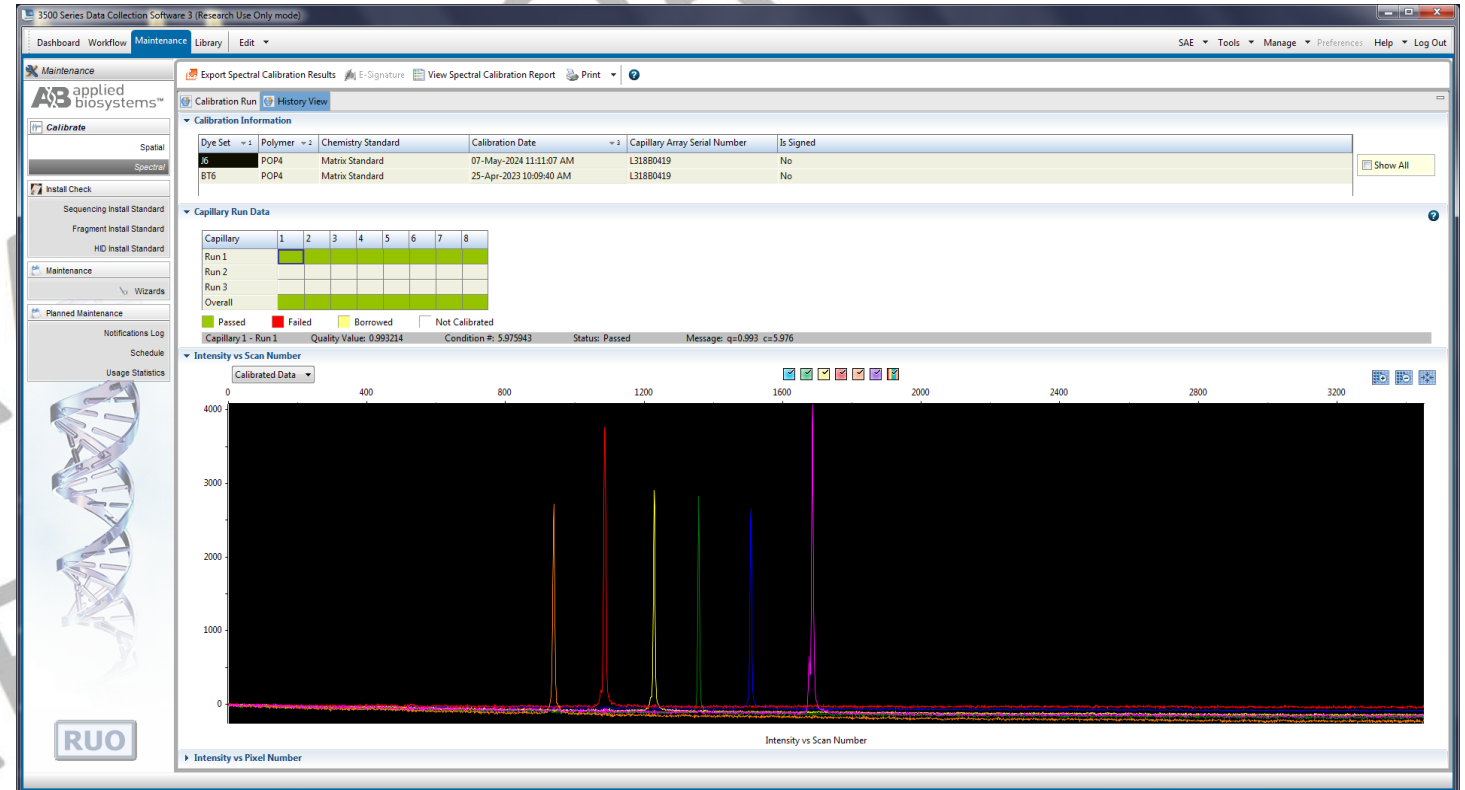 3500 Series Data Collection Software 3 (Research Use Only mode)
Dashboard Workflow Maintenance Library Edit SAE Tools Manage Preferences Help Log Out
Maintenance
Export Spectral Calibration Results E-Signature View Spectral Calibration Report Print
AB applied biosystems™
Calibration Run History View
Calibrate
Spatial
Spectral
Install Check
Sequencing Install Standard
Fragment Install Standard
HID Install Standard
Maintenance
Wizards
Planned Maintenance
Notifications Log
Schedule
Usage Statistics
RUO
Calibration Information
Dye Set 1 Polymer 2 Chemistry Standard Calibration Date 3 Capillary Array Serial Number Is Signed
J6 POP4 Matrix Standard 07-May-2024 11:11:07 AM L318B0419 No
BT6 POP4 Matrix Standard 25-Apr-2023 10:09:40 AM L318B0419 No
Show All
Capillary Run Data
Capillary 1 2 3 4 5 6 7 8
Run 1
Run 2
Run 3
Overall
Passed Failed Borrowed Not Calibrated
Capillary 1 - Run 1 Quality Value: 0.993214 Condition #: 5.975943 Status: Passed Message: q=0.993 c=5.976
Intensity vs Scan Number
Calibrated Data
0 400 800 1200 1600 2000 2400 2800 3200
4000
3000
2000
1000
0
Intensity vs Scan Number
Intensity vs Pixel Number